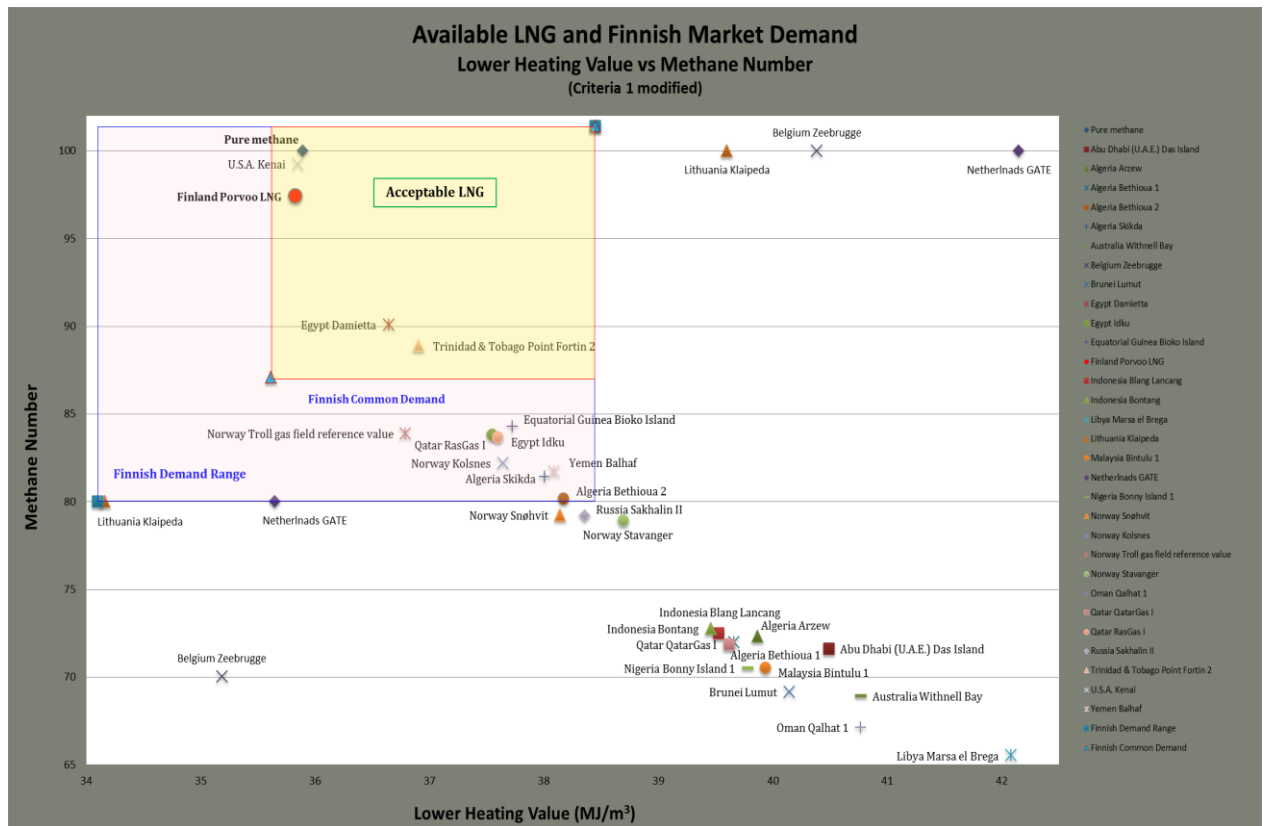 Available LNG and Finnish Market Demand
Lower Heating Value vs Methane Number
(Criteria 1 modified)
Methane Number
100
95
90
85
80
75
70
65
34
35
36
37
38
39
40
41
42
Lower Heating Value (MJ/m³)
Pure methane
U.S.A. Kenai
Finland Porvoo LNG
Acceptable LNG
Belgium Zeebrugge
Lithuania Klaipeda
Netherlnads GATE
Egypt Damietta
Trinidad & Tobago Point Fortin 2
Finnish Common Demand
Equatorial Guinea Bioko Island
Norway Troll gas field reference value
Qatar RasGas I
Egypt Idku
Norway Kolsnes
Yemen Balhaf
Finnish Demand Range
Algeria Skikda
Algeria Bethioua 2
Lithuania Klaipeda
Netherlnads GATE
Norway Snøhvit
Russia Sakhalin II
Norway Stavanger
Indonesia Blang Lancang
Indonesia Bontang
Algeria Arzew
Qatar QatarGas I
Algeria Bethioua 1
Abu Dhabi (U.A.E.) Das Island
Belgium Zeebrugge
Nigeria Bonny Island 1
Malaysia Bintulu 1
Brunei Lumut
Australia Withnell Bay
Oman Qalhat 1
Libya Marsa el Brega
Pure methane
Abu Dhabi (U.A.E.) Das Island
Algeria Arzew
Algeria Bethioua 1
Algeria Bethioua 2
Algeria Skikda
Australia Withnell Bay
Belgium Zeebrugge
Brunei Lumut
Egypt Damietta
Egypt Idku
Equatorial Guinea Bioko Island
Finland Porvoo LNG
Indonesia Blang Lancang
Indonesia Bontang
Libya Marsa el Brega
Lithuania Klaipeda
Malaysia Bintulu 1
Netherlnads GATE
Nigeria Bonny Island 1
Norway Snøhvit
Norway Kolsnes
Norway Troll gas field reference value
Norway Stavanger
Oman Qalhat 1
Qatar QatarGas I
Qatar RasGas I
Russia Sakhalin II
Trinidad & Tobago Point Fortin 2
U.S.A. Kenai
Yemen Balhaf
Finnish Demand Range
Finnish Common Demand